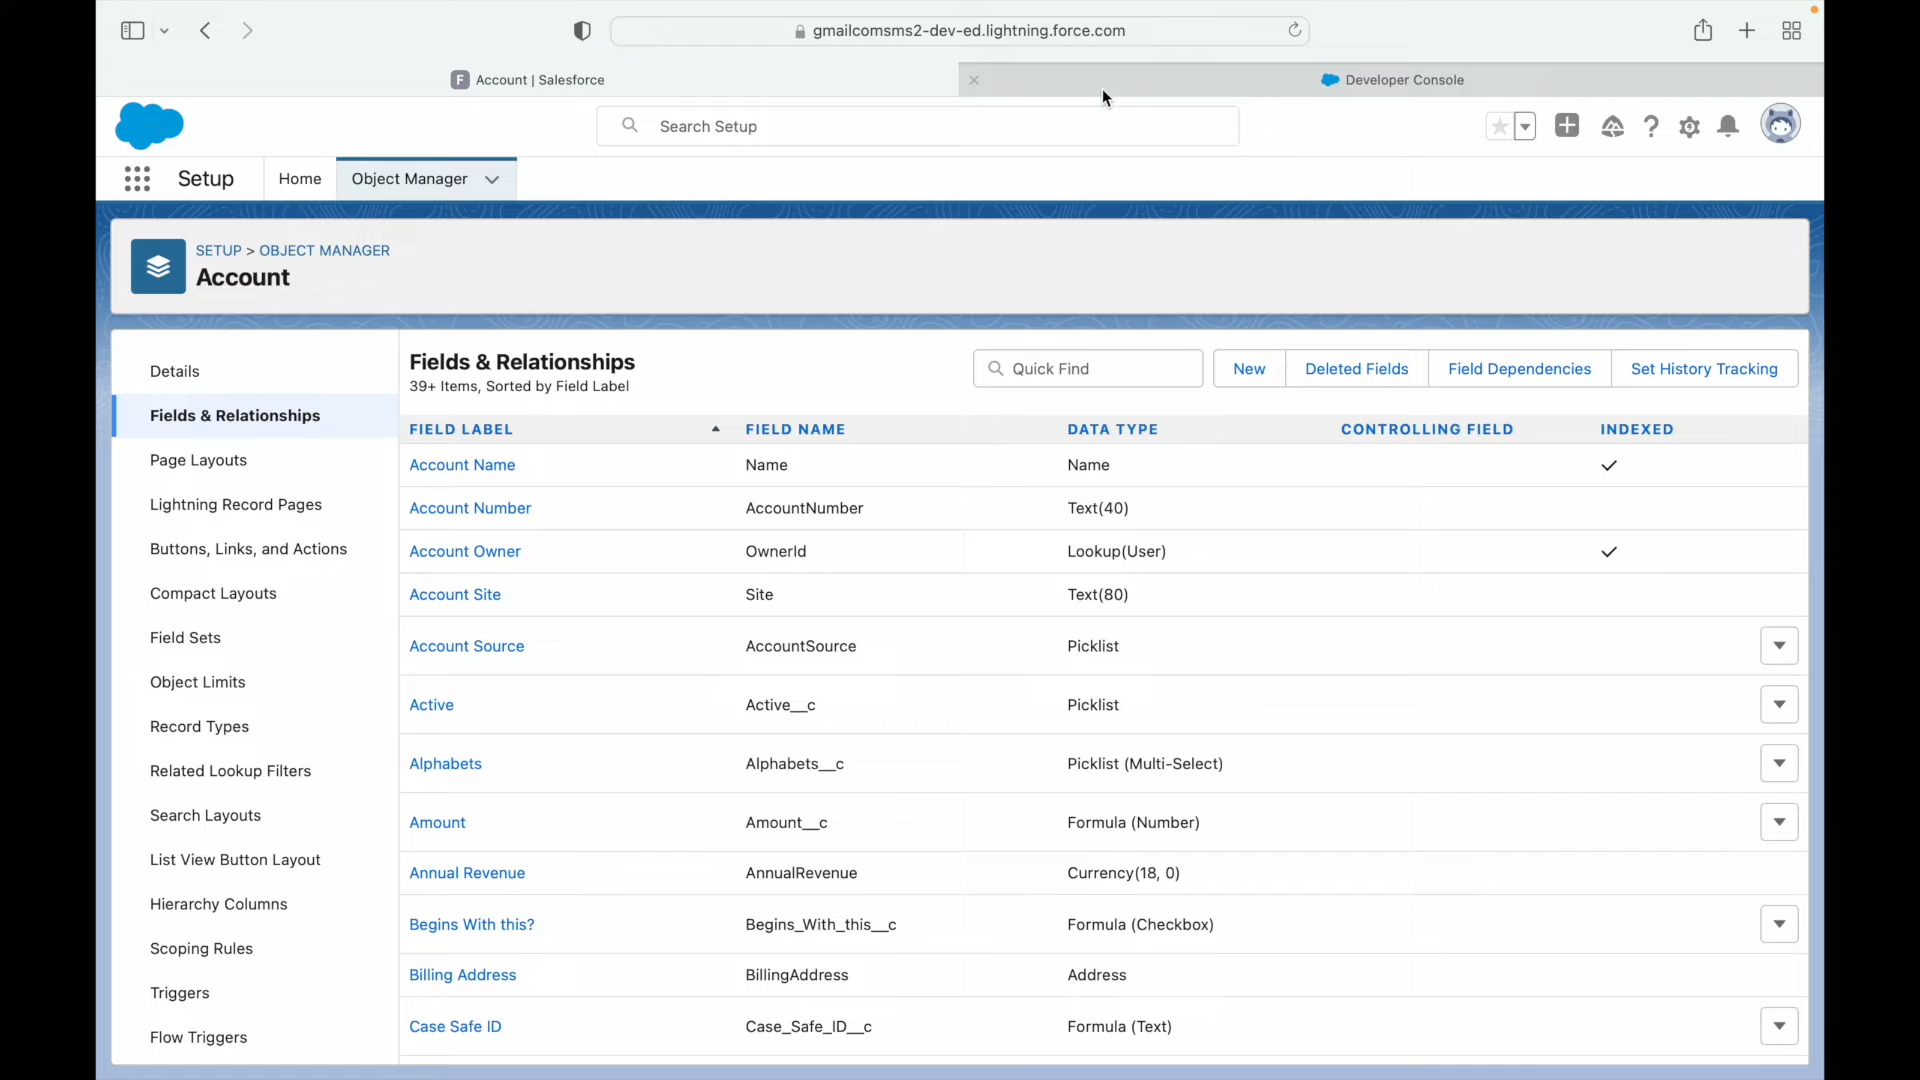 gmailcomsms2-dev-ed.lightning.force.com
F Account | Salesforce
Developer Console
Search Setup
Setup Home Object Manager
SETUP > OBJECT MANAGER
Account
Details
Fields & Relationships
Page Layouts
Lightning Record Pages
Buttons, Links, and Actions
Compact Layouts
Field Sets
Object Limits
Record Types
Related Lookup Filters
Search Layouts
List View Button Layout
Hierarchy Columns
Scoping Rules
Triggers
Flow Triggers
Fields & Relationships
39+ Items, Sorted by Field Label
Quick Find New Deleted Fields Field Dependencies Set History Tracking
FIELD LABEL FIELD NAME DATA TYPE CONTROLLING FIELD INDEXED
Account Name Name Name
Account Number AccountNumber Text(40)
Account Owner OwnerId Lookup(User)
Account Site Site Text(80)
Account Source AccountSource Picklist
Active Active__c Picklist
Alphabets Alphabets__c Picklist (Multi-Select)
Amount Amount__c Formula (Number)
Annual Revenue AnnualRevenue Currency(18, 0)
Begins With this? Begins_With_this__c Formula (Checkbox)
Billing Address BillingAddress Address
Case Safe ID Case_Safe_ID__c Formula (Text)